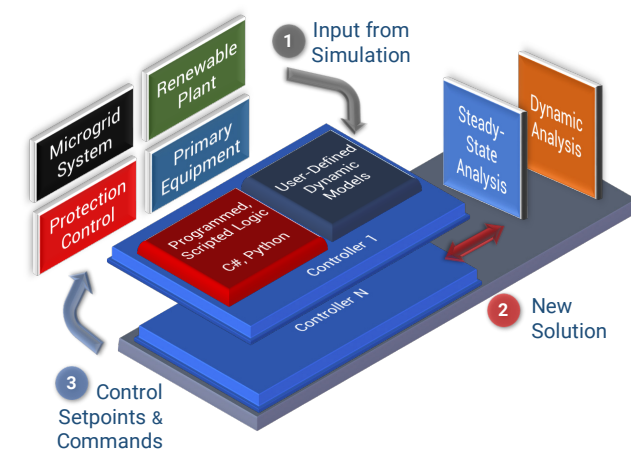 1
Input from
Simulation
Renewable
Plant
Microgrid
System
Primary
Equipment
Protection
Control
Steady-
State
Analysis
Dynamic
Analysis
User-Defined
Dynamic
Models
Programmed,
Scripted Logic
C#, Python
Controller 1
Controller N
2
New
Solution
3
Control
Setpoints &
Commands